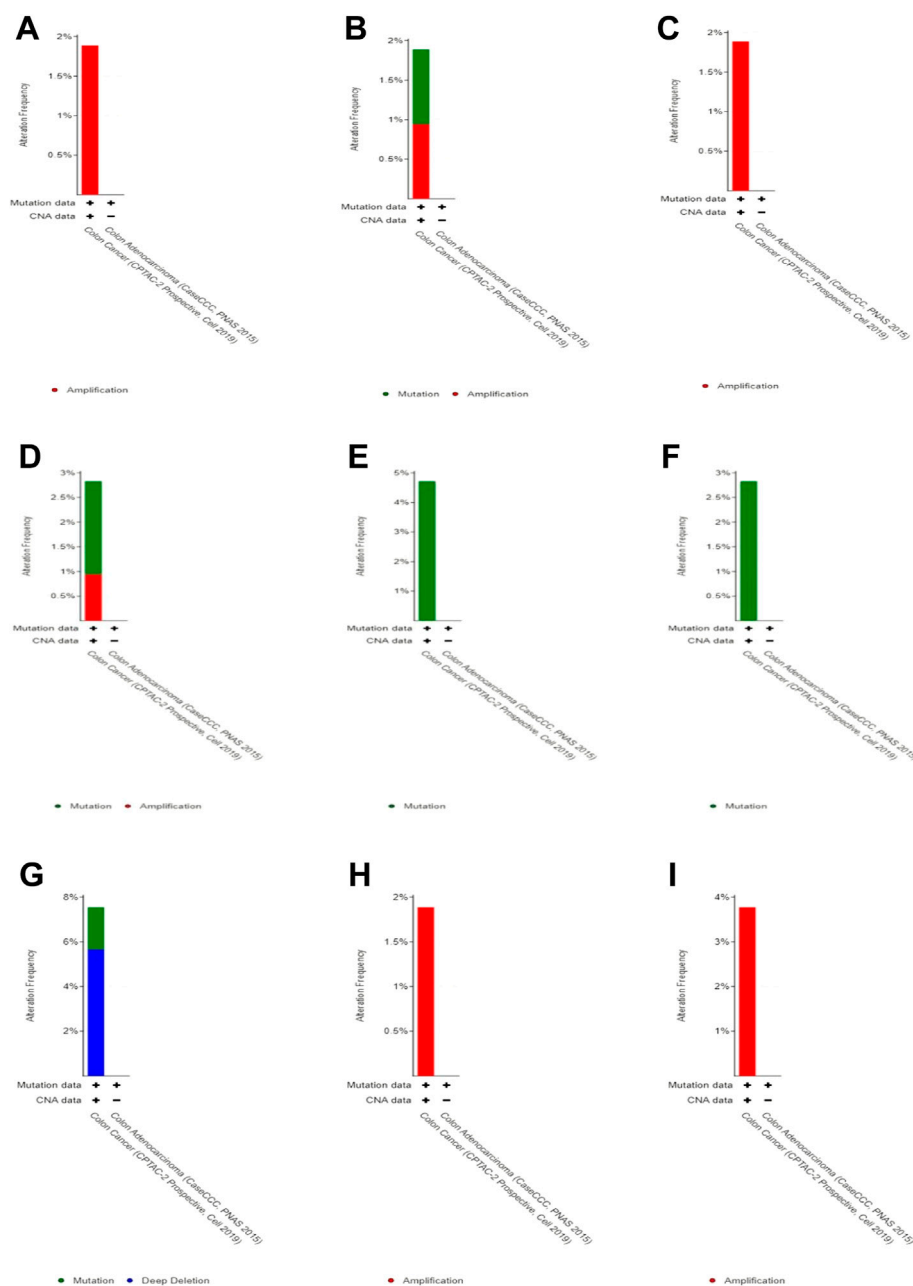 A
2%
1.5%
1%
0.5%
Alteration Frequency
Mutation data + +
CNA data + −
Colon Adenocarcinoma (CaseCCC, PNAS 2015)
Colon Cancer (CPTAC-2 Prospective, Cell 2019)
Amplification
B
2%
1.5%
1%
0.5%
Alteration Frequency
Mutation data + +
CNA data + −
Colon Adenocarcinoma (CaseCCC, PNAS 2015)
Colon Cancer (CPTAC-2 Prospective, Cell 2019)
Mutation Amplification
C
2%
1.5%
1%
0.5%
Alteration Frequency
Mutation data + +
CNA data + −
Colon Adenocarcinoma (CaseCCC, PNAS 2015)
Colon Cancer (CPTAC-2 Prospective, Cell 2019)
Amplification
D
3%
2.5%
2%
1.5%
1%
0.5%
Alteration Frequency
Mutation data + +
CNA data + −
Colon Adenocarcinoma (CaseCCC, PNAS 2015)
Colon Cancer (CPTAC-2 Prospective, Cell 2019)
Mutation Amplification
E
5%
4%
3%
2%
1%
Alteration Frequency
Mutation data + +
CNA data + −
Colon Adenocarcinoma (CaseCCC, PNAS 2015)
Colon Cancer (CPTAC-2 Prospective, Cell 2019)
Mutation
F
3%
2.5%
2%
1.5%
1%
0.5%
Alteration Frequency
Mutation data + +
CNA data + −
Colon Adenocarcinoma (CaseCCC, PNAS 2015)
Colon Cancer (CPTAC-2 Prospective, Cell 2019)
Mutation
G
8%
6%
4%
2%
Alteration Frequency
Mutation data + +
CNA data + −
Colon Adenocarcinoma (CaseCCC, PNAS 2015)
Colon Cancer (CPTAC-2 Prospective, Cell 2019)
Mutation Deep Deletion
H
2%
1.5%
1%
0.5%
Alteration Frequency
Mutation data + +
CNA data + −
Colon Adenocarcinoma (CaseCCC, PNAS 2015)
Colon Cancer (CPTAC-2 Prospective, Cell 2019)
Amplification
I
4%
3%
2%
1%
Alteration Frequency
Mutation data + +
CNA data + −
Colon Adenocarcinoma (CaseCCC, PNAS 2015)
Colon Cancer (CPTAC-2 Prospective, Cell 2019)
Amplification